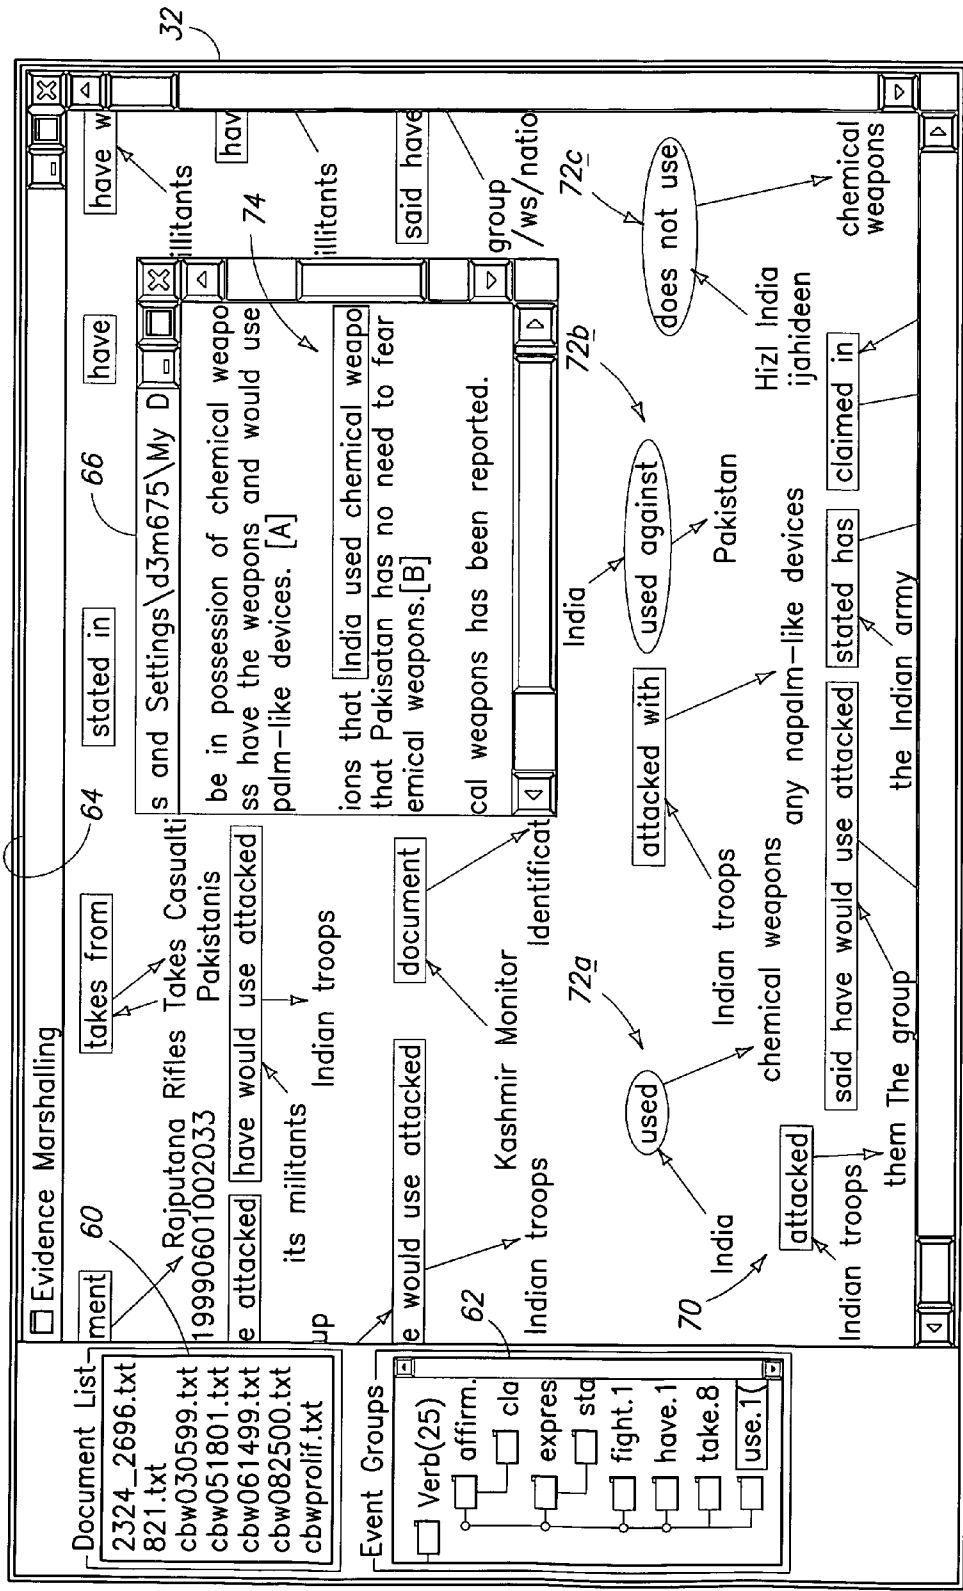 32
Document List
2324_2696.txt
821.txt
cbw030599.txt
cbw051801.txt
cbw061499.txt
cbw082500.txt
cbwprolif.txt
60
Event Groups
62
Verb(25)
affirm.
cla
expres
sta
fight.1
have.1
take.8
use.1(
Evidence Marshalling
64
66
ment
takes from
stated in
have
have w
Rajputana Rifles Takes Casualti
illitants
19990601002033
Pakistanis
e attacked
have would use attacked
hav
its militants
Indian troops
up
illitants
e would use attacked
document
said have
Kashmir Monitor
Identificat
group
/ws/natio
Indian troops
s and Settings\d3m675\My D
74
be in possession of chemical weapo
ss have the weapons and would use
palm-like devices. [A]
ions that India used chemical weapo
that Pakisatan has no need to fear
emical weapons.[B]
cal weapons has been reported.
72a
72b
72c
India
used
chemical weapons
attacked with
Indian troops
any napalm-like devices
India
used against
Pakistan
does not use
Hizl India
ijahideen
chemical
weapons
70
attacked
Indian troops
them
said have would use attacked
The group
stated has
the Indian army
claimed in